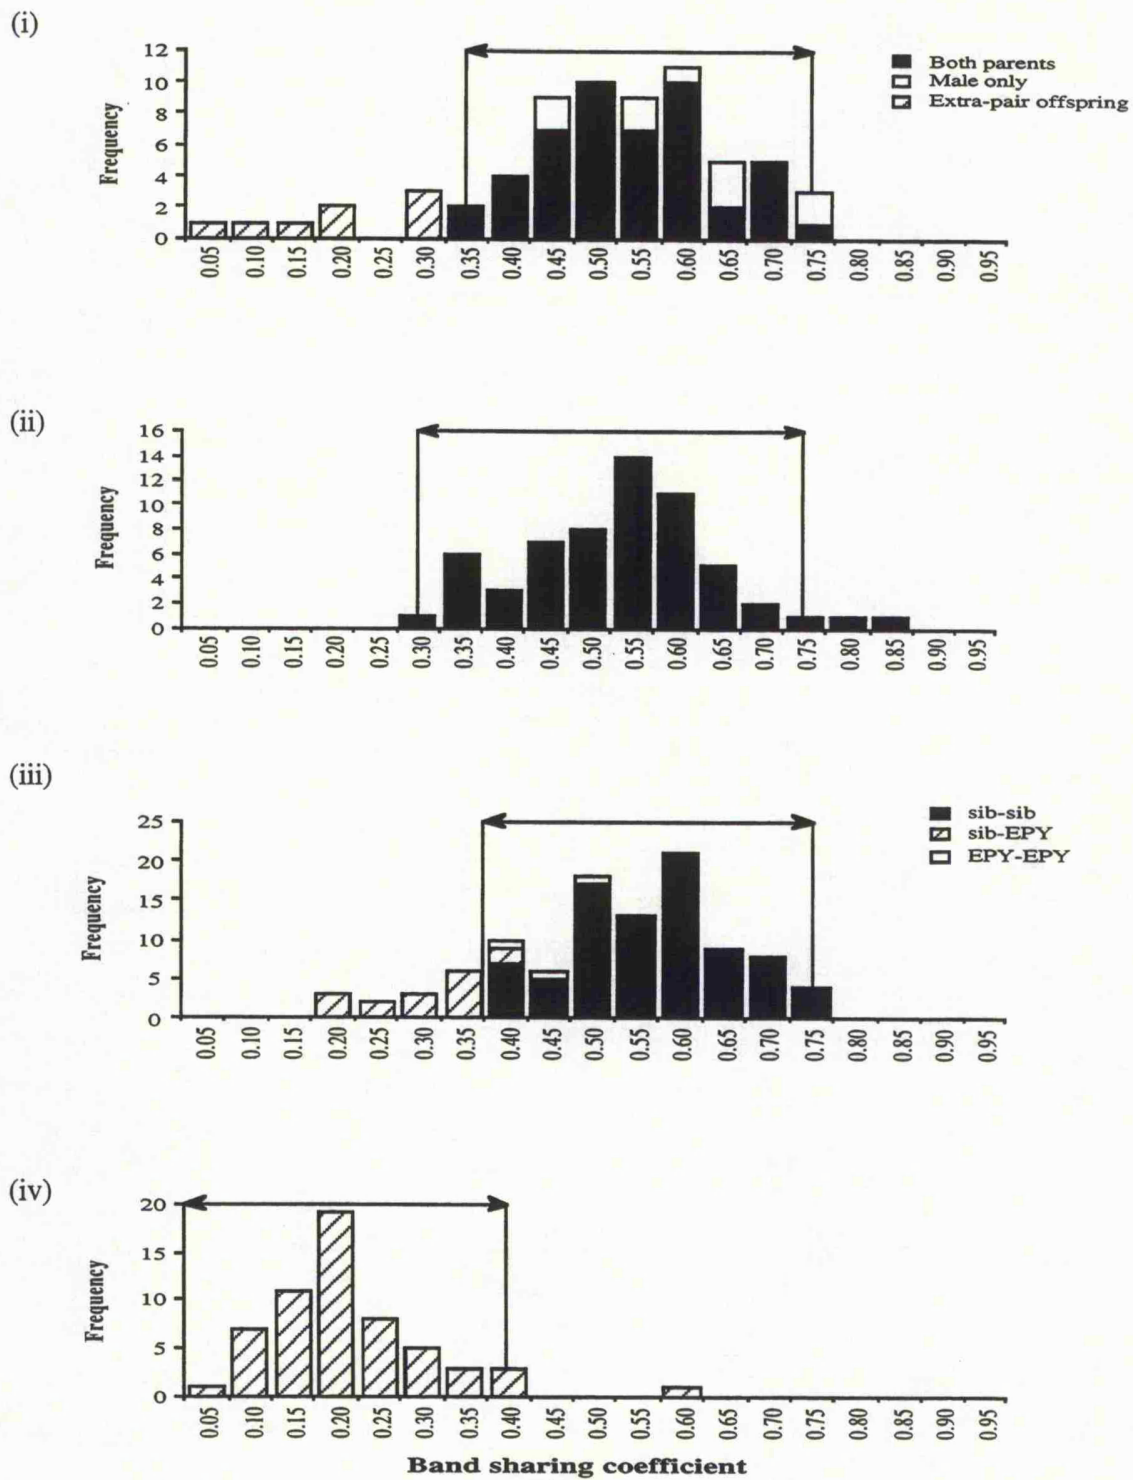 (i)
12
10
8
6
4
2
0
Frequency
Both parents
Male only
Extra-pair offspring
0.05 0.10 0.15 0.20 0.25 0.30 0.35 0.40 0.45 0.50 0.55 0.60 0.65 0.70 0.75 0.80 0.85 0.90 0.95
(ii)
16
14
12
10
8
6
4
2
0
Frequency
0.05 0.10 0.15 0.20 0.25 0.30 0.35 0.40 0.45 0.50 0.55 0.60 0.65 0.70 0.75 0.80 0.85 0.90 0.95
(iii)
25
20
15
10
5
0
Frequency
sib-sib
sib-EPY
EPY-EPY
0.05 0.10 0.15 0.20 0.25 0.30 0.35 0.40 0.45 0.50 0.55 0.60 0.65 0.70 0.75 0.80 0.85 0.90 0.95
(iv)
20
15
10
5
0
Frequency
0.05 0.10 0.15 0.20 0.25 0.30 0.35 0.40 0.45 0.50 0.55 0.60 0.65 0.70 0.75 0.80 0.85 0.90 0.95
Band sharing coefficient